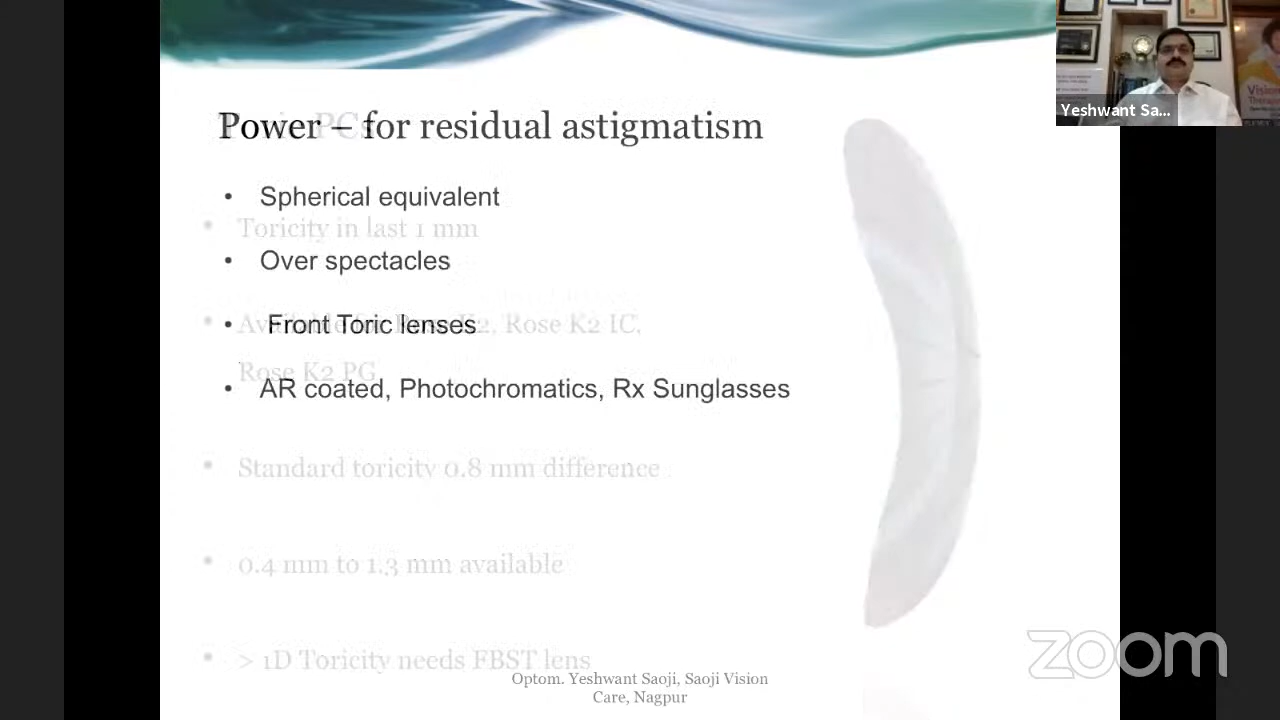 Yeshwant Sa...
Power – for residual astigmatism
• Spherical equivalent
• Toricity in last 1 mm
• Over spectacles
• Front Toric lenses
Rose K2 IC,
Rose K2 PG
• AR coated, Photochromatics, Rx Sunglasses
• Standard toricity 0.8 mm difference
• 0.4 mm to 1.3 mm available
• > 1D Toricity needs FBST lens
Optom. Yeshwant Saoji, Saoji Vision
Care, Nagpur
zoom